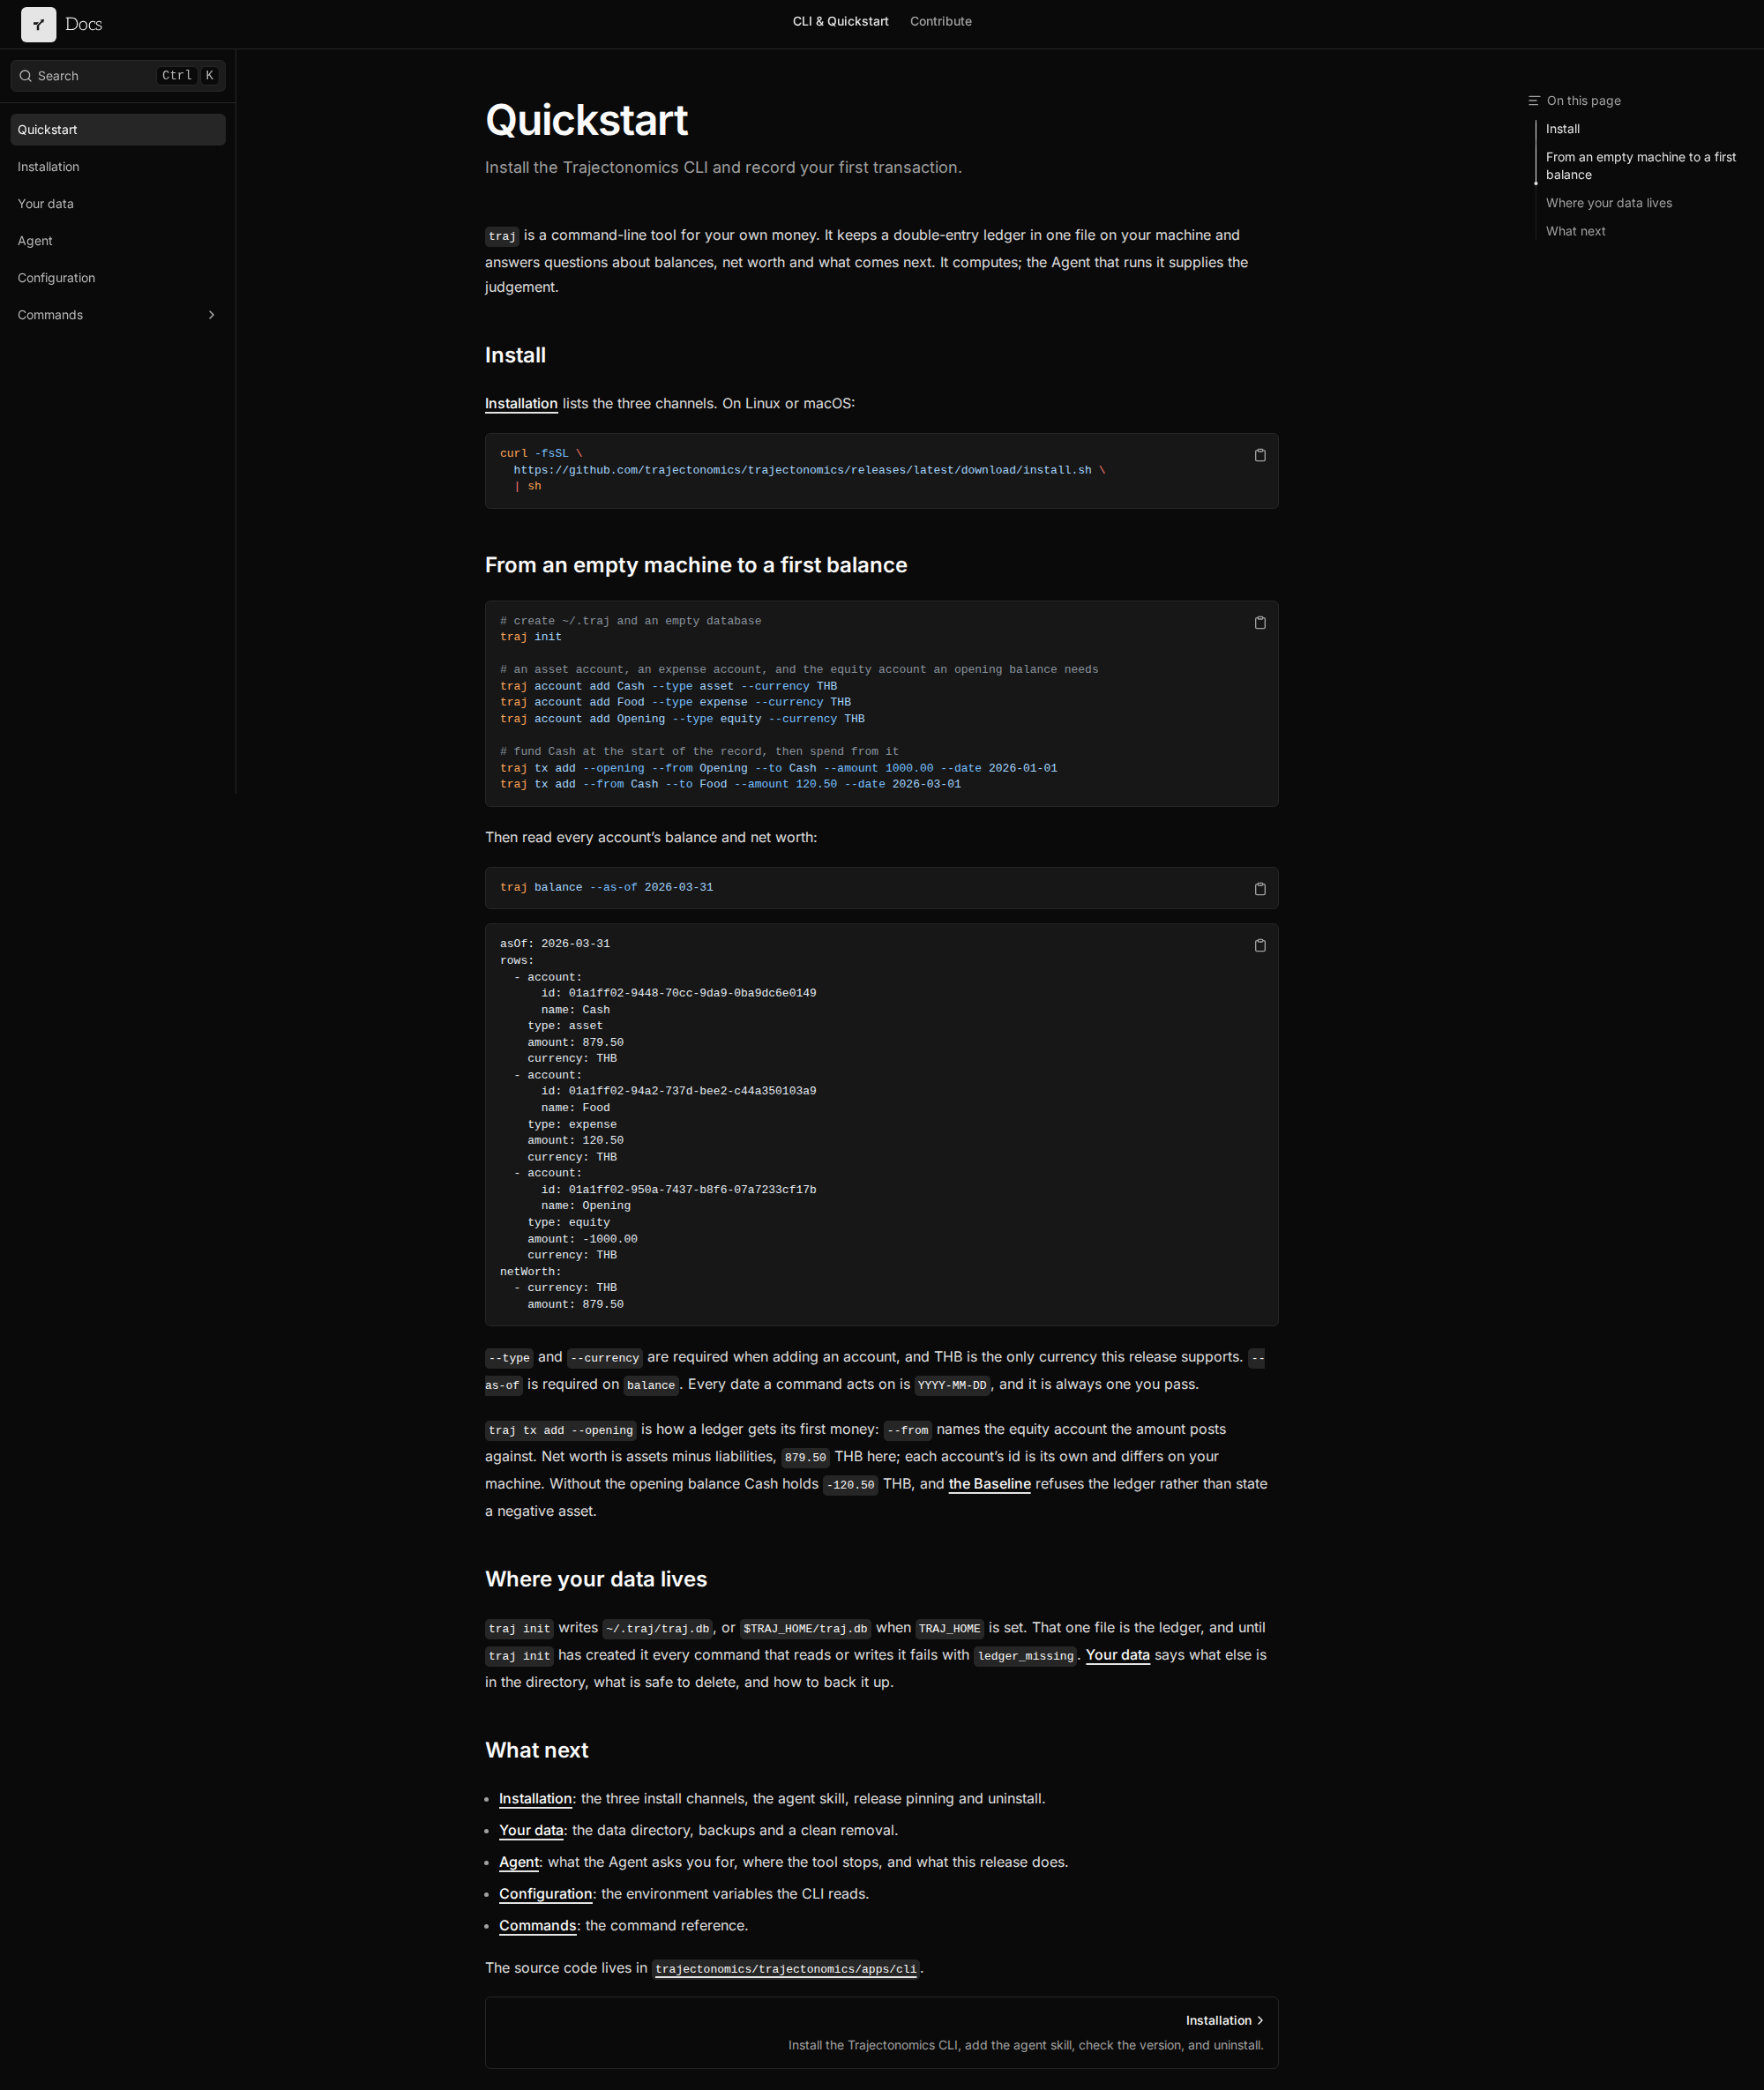 Docs
CLI & Quickstart
Contribute
Search
Ctrl K
Quickstart
Installation
Your data
Agent
Configuration
Commands
Quickstart
Install the Trajectonomics CLI and record your first transaction.
traj is a command-line tool for your own money. It keeps a double-entry ledger in one file on your machine and
answers questions about balances, net worth and what comes next. It computes; the Agent that runs it supplies the
judgement.
Install
Installation lists the three channels. On Linux or macOS:
curl -fsSL \
  https://github.com/trajectonomics/trajectonomics/releases/latest/download/install.sh \
  | sh
From an empty machine to a first balance
# create ~/.traj and an empty database
traj init
# an asset account, an expense account, and the equity account an opening balance needs
traj account add Cash --type asset --currency THB
traj account add Food --type expense --currency THB
traj account add Opening --type equity --currency THB
# fund Cash at the start of the record, then spend from it
traj tx add --opening --from Opening --to Cash --amount 1000.00 --date 2026-01-01
traj tx add --from Cash --to Food --amount 120.50 --date 2026-03-01
Then read every account’s balance and net worth:
traj balance --as-of 2026-03-31
asOf: 2026-03-31
rows:
  - account:
      id: 01a1ff02-9448-70cc-9da9-0ba9dc6e0149
      name: Cash
    type: asset
    amount: 879.50
    currency: THB
  - account:
      id: 01a1ff02-94a2-737d-bee2-c44a350103a9
      name: Food
    type: expense
    amount: 120.50
    currency: THB
  - account:
      id: 01a1ff02-950a-7437-b8f6-07a7233cf17b
      name: Opening
    type: equity
    amount: -1000.00
    currency: THB
netWorth:
  - currency: THB
    amount: 879.50
--type and --currency are required when adding an account, and THB is the only currency this release supports. --
as-of is required on balance. Every date a command acts on is YYYY-MM-DD, and it is always one you pass.
traj tx add --opening is how a ledger gets its first money: --from names the equity account the amount posts
against. Net worth is assets minus liabilities, 879.50 THB here; each account’s id is its own and differs on your
machine. Without the opening balance Cash holds -120.50 THB, and the Baseline refuses the ledger rather than state
a negative asset.
Where your data lives
traj init writes ~/.traj/traj.db, or $TRAJ_HOME/traj.db when TRAJ_HOME is set. That one file is the ledger, and until
traj init has created it every command that reads or writes it fails with ledger_missing. Your data says what else is
in the directory, what is safe to delete, and how to back it up.
What next
Installation: the three install channels, the agent skill, release pinning and uninstall.
Your data: the data directory, backups and a clean removal.
Agent: what the Agent asks you for, where the tool stops, and what this release does.
Configuration: the environment variables the CLI reads.
Commands: the command reference.
The source code lives in trajectonomics/trajectonomics/apps/cli.
Installation
Install the Trajectonomics CLI, add the agent skill, check the version, and uninstall.
On this page
Install
From an empty machine to a first
balance
Where your data lives
What next